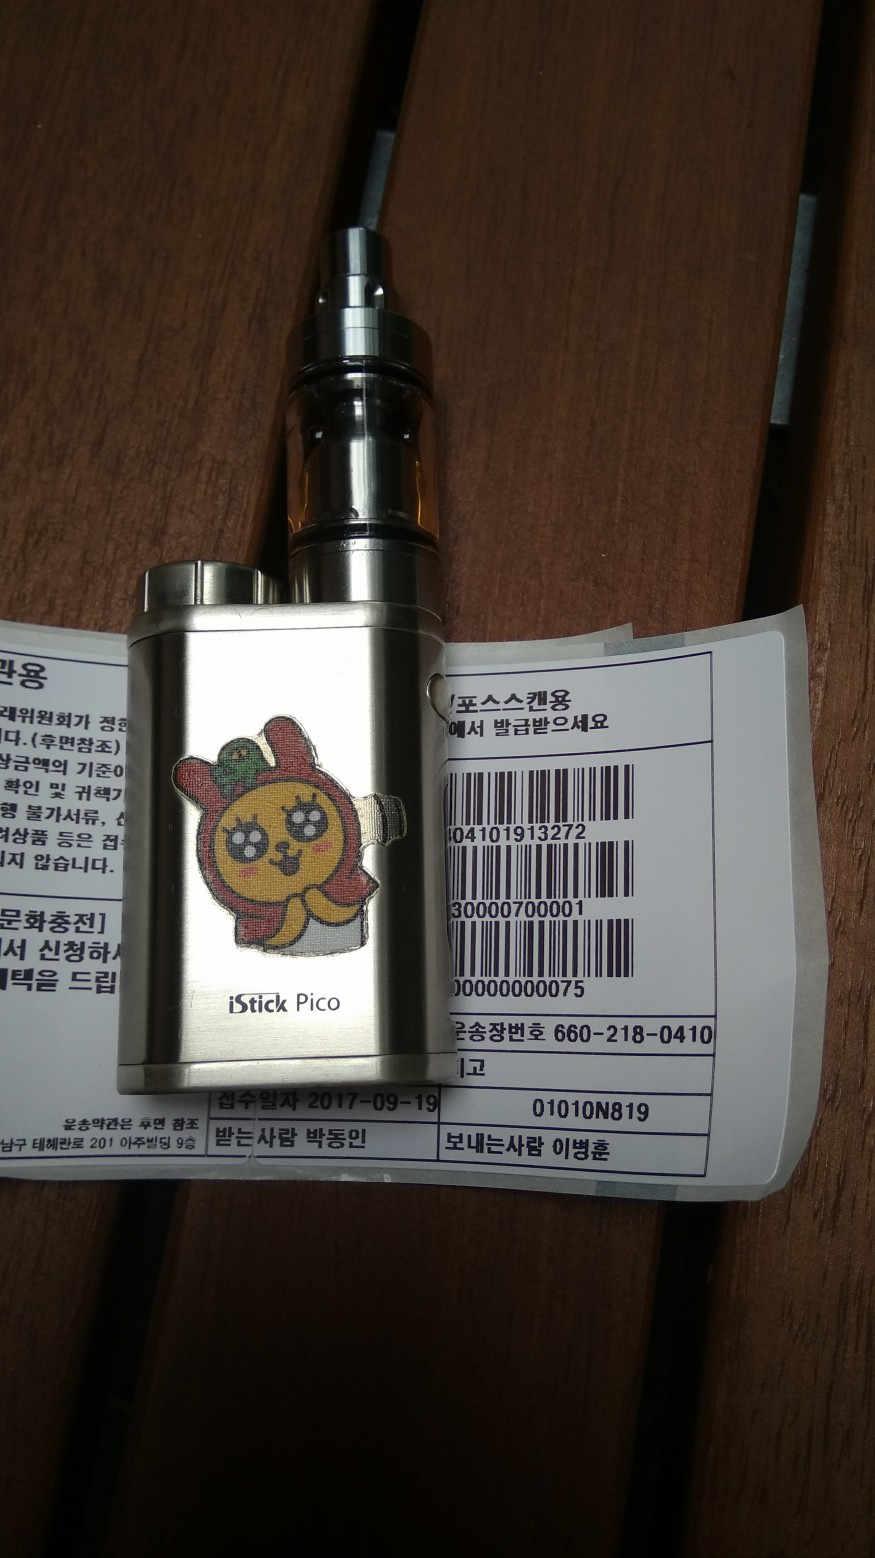 관용
래위원회가 정한
니다.(후면참조)
상금액의 기준이
확인 및 귀책기
행 불가서류, 신
려상품 등은 접수
되지 않습니다.
문화충전]
서 신청하시
혜택을 드립
운송약관은 후면 참조
남구 테헤란로 201 아주빌딩 9층
iStick Pico
포스스캔용
에서 발급받으세요
04101913272
30000700001
00000000075
운송장번호 660-218-0410
비고
접수일자 2017-09-19
01010N819
받는사람 박동인
보내는사람 이병훈